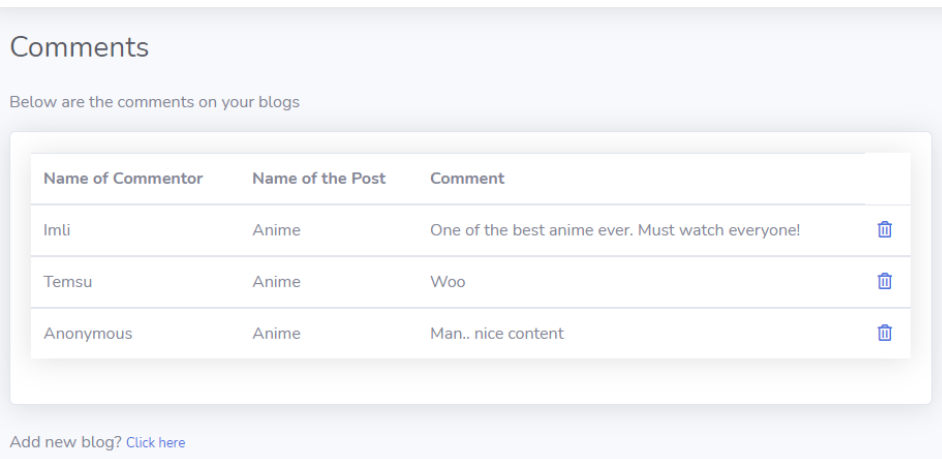 Comments
Below are the comments on your blogs
Name of Commentor Name of the Post Comment
Imli Anime One of the best anime ever. Must watch everyone!
Temsu Anime Woo
Anonymous Anime Man.. nice content
Add new blog? Click here